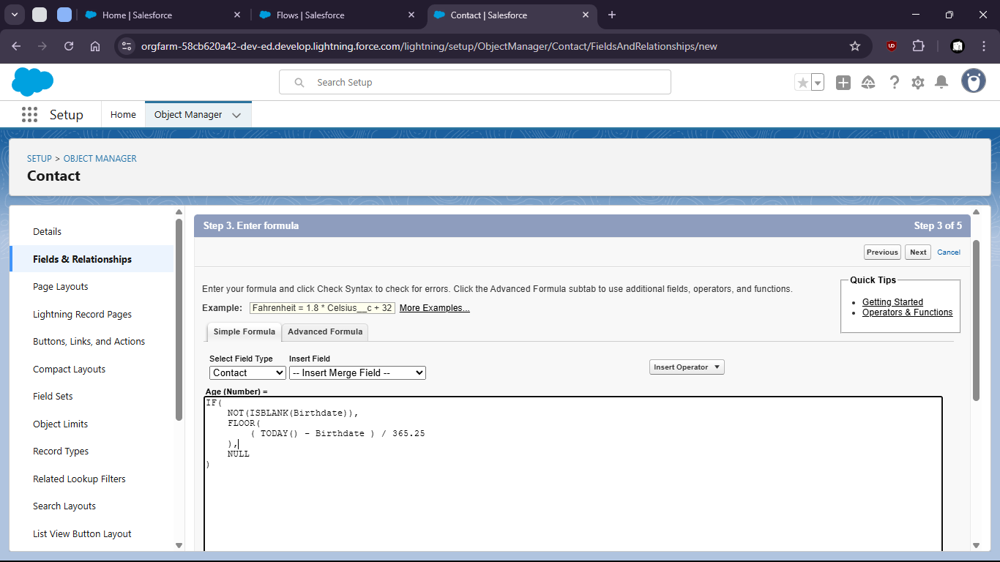 Home | Salesforce
Flows | Salesforce
Contact | Salesforce
orgfarm-58cb620a42-dev-ed.develop.lightning.force.com/lightning/setup/ObjectManager/Contact/FieldsAndRelationships/new
Search Setup
Setup
Home
Object Manager
SETUP > OBJECT MANAGER
Contact
Details
Fields & Relationships
Page Layouts
Lightning Record Pages
Buttons, Links, and Actions
Compact Layouts
Field Sets
Object Limits
Record Types
Related Lookup Filters
Search Layouts
List View Button Layout
Step 3. Enter formula
Step 3 of 5
Previous
Next
Cancel
Enter your formula and click Check Syntax to check for errors. Click the Advanced Formula subtab to use additional fields, operators, and functions.
Example: Fahrenheit = 1.8 * Celsius__c + 32 More Examples...
Quick Tips
Getting Started
Operators & Functions
Simple Formula
Advanced Formula
Select Field Type
Insert Field
Contact
-- Insert Merge Field --
Insert Operator
Age (Number) =
IF(
NOT(ISBLANK(Birthdate)),
FLOOR(
( TODAY() - Birthdate ) / 365.25
),
NULL
)